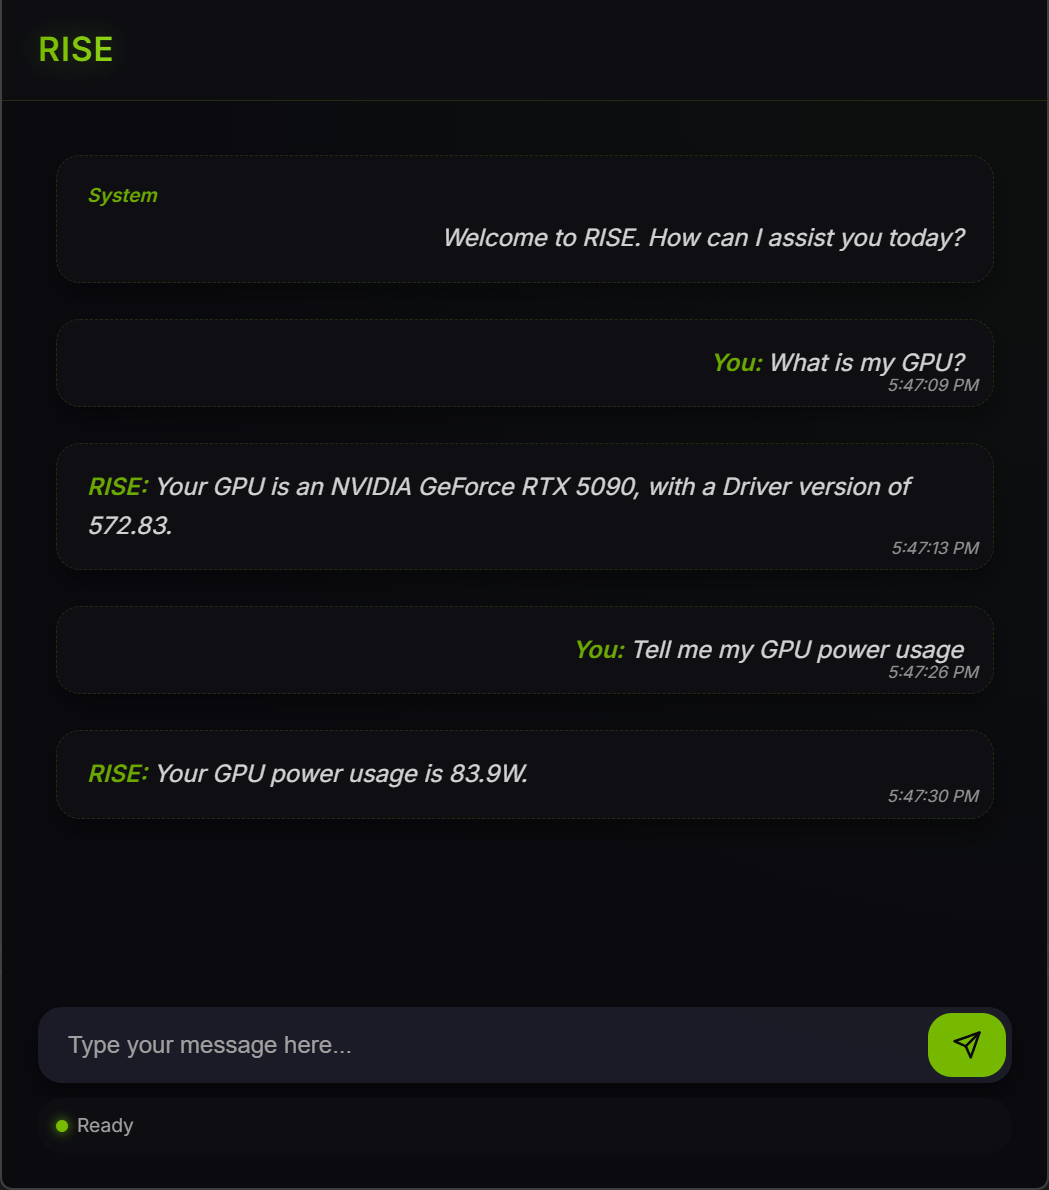 RISE
System
Welcome to RISE. How can I assist you today?
You: What is my GPU?
5:47:09 PM
RISE: Your GPU is an NVIDIA GeForce RTX 5090, with a Driver version of
572.83.
5:47:13 PM
You: Tell me my GPU power usage
5:47:26 PM
RISE: Your GPU power usage is 83.9W.
5:47:30 PM
Type your message here...
Ready